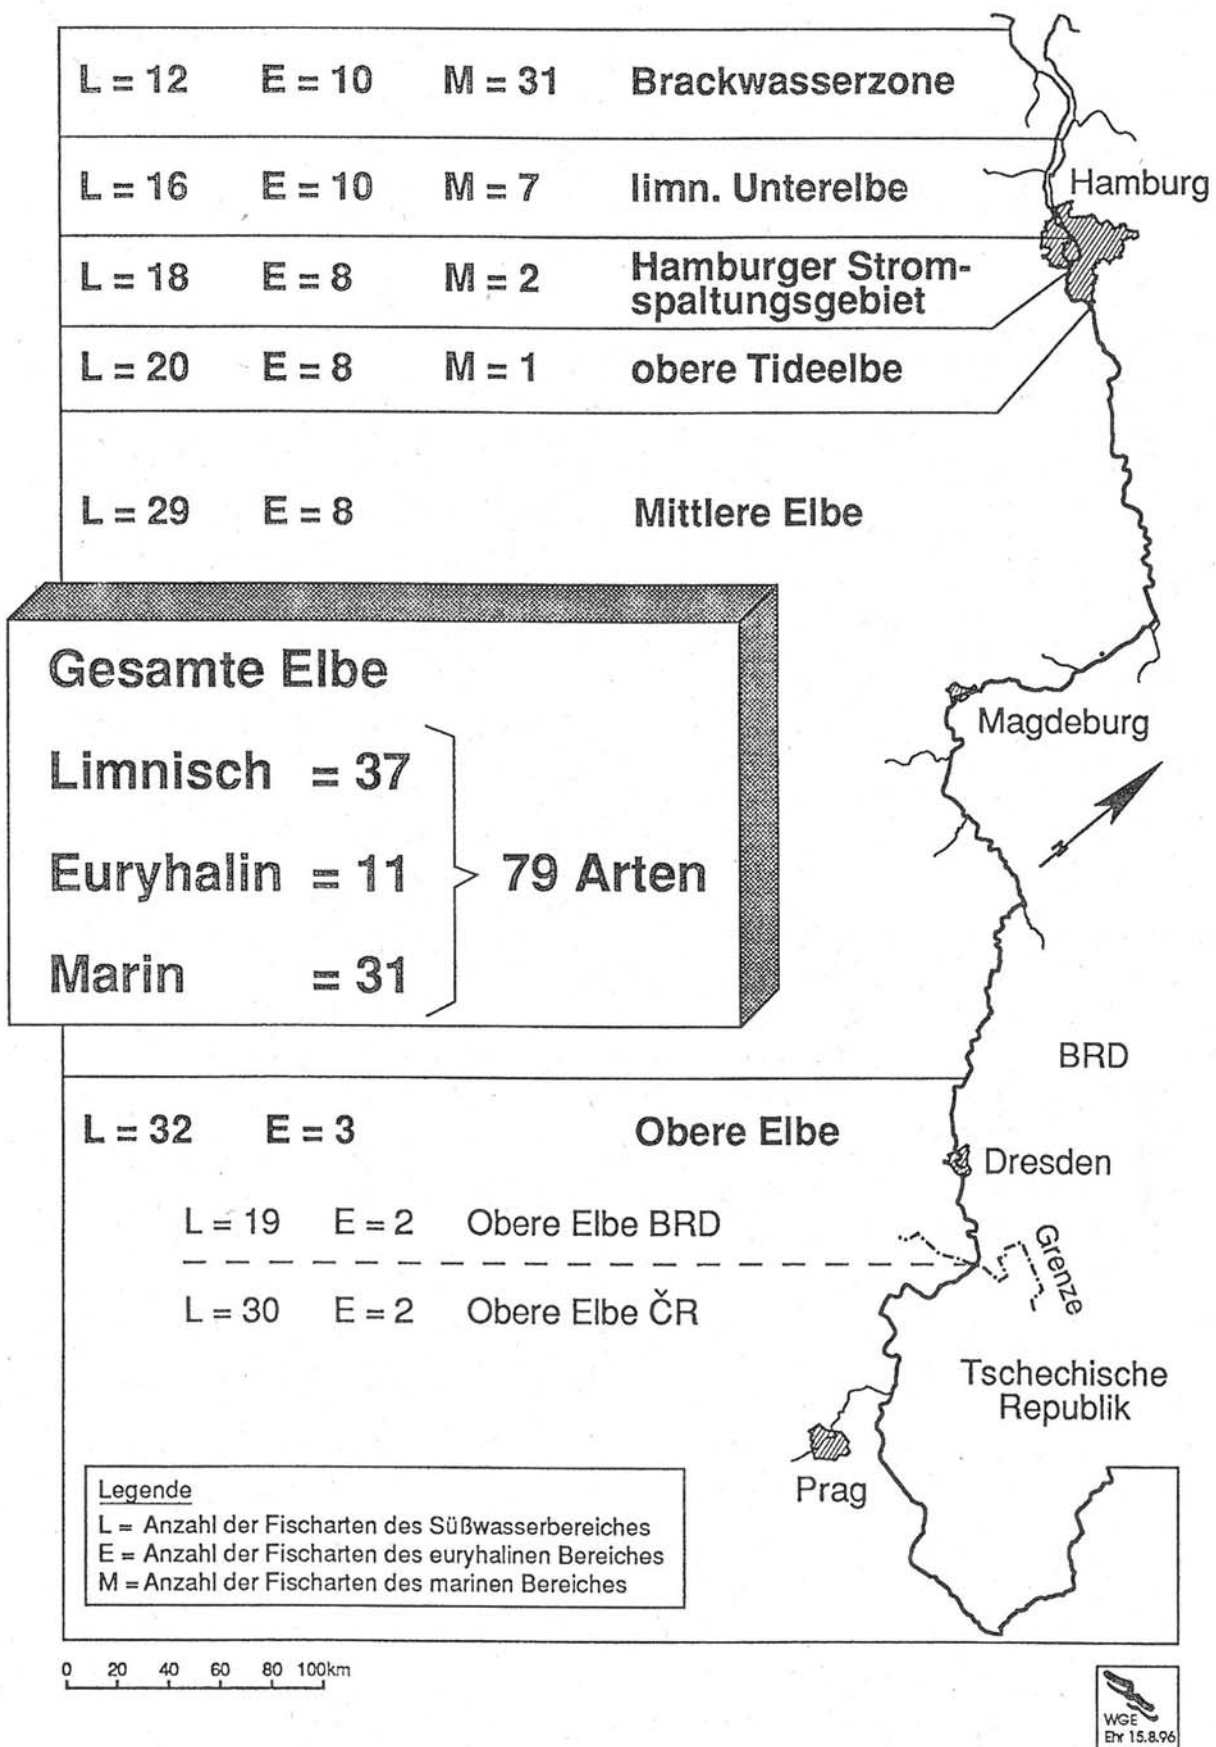 L = 12 E = 10 M = 31 Brackwasserzone
L = 16 E = 10 M = 7 limn. Unterelbe
Hamburg
L = 18 E = 8 M = 2 Hamburger Strom-
spaltungsgebiet
L = 20 E = 8 M = 1 obere Tideelbe
L = 29 E = 8 Mittlere Elbe
Gesamte Elbe
Limnisch = 37
Euryhalin = 11
Marin = 31
79 Arten
Magdeburg
N
BRD
L = 32 E = 3 Obere Elbe
Dresden
L = 19 E = 2 Obere Elbe BRD
Grenze
L = 30 E = 2 Obere Elbe ČR
Tschechische
Republik
Prag
Legende
L = Anzahl der Fischarten des Süßwasserbereiches
E = Anzahl der Fischarten des euryhalinen Bereiches
M = Anzahl der Fischarten des marinen Bereiches
0 20 40 60 80 100km
WGE
Ehr 15.8.96